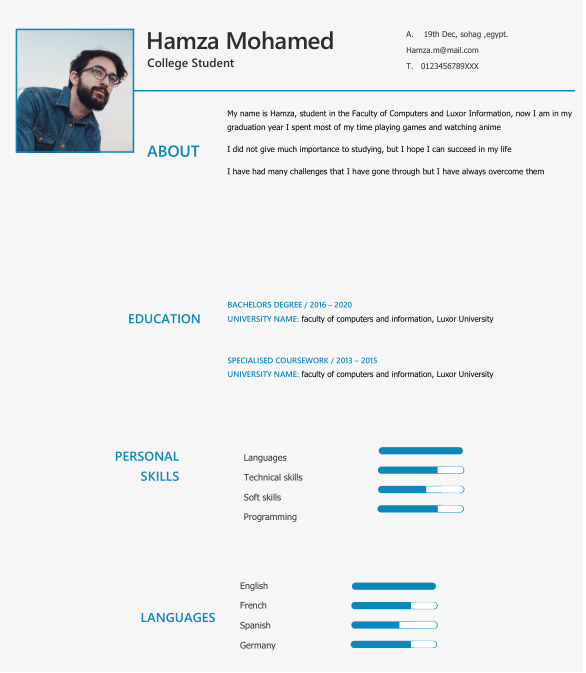 Hamza Mohamed
College Student
A. 19th Dec, sohag ,egypt.
Hamza.m@mail.com
T. 0123456789XXX
ABOUT
My name is Hamza, student in the Faculty of Computers and Luxor Information, now I am in my
graduation year I spent most of my time playing games and watching anime
I did not give much importance to studying, but I hope I can succeed in my life
I have had many challenges that I have gone through but I have always overcome them
EDUCATION
BACHELORS DEGREE / 2016 – 2020
UNIVERSITY NAME: faculty of computers and information, Luxor University
SPECIALISED COURSEWORK / 2013 – 2015
UNIVERSITY NAME: faculty of computers and information, Luxor University
PERSONAL
SKILLS
Languages
Technical skills
Soft skills
Programming
LANGUAGES
English
French
Spanish
Germany